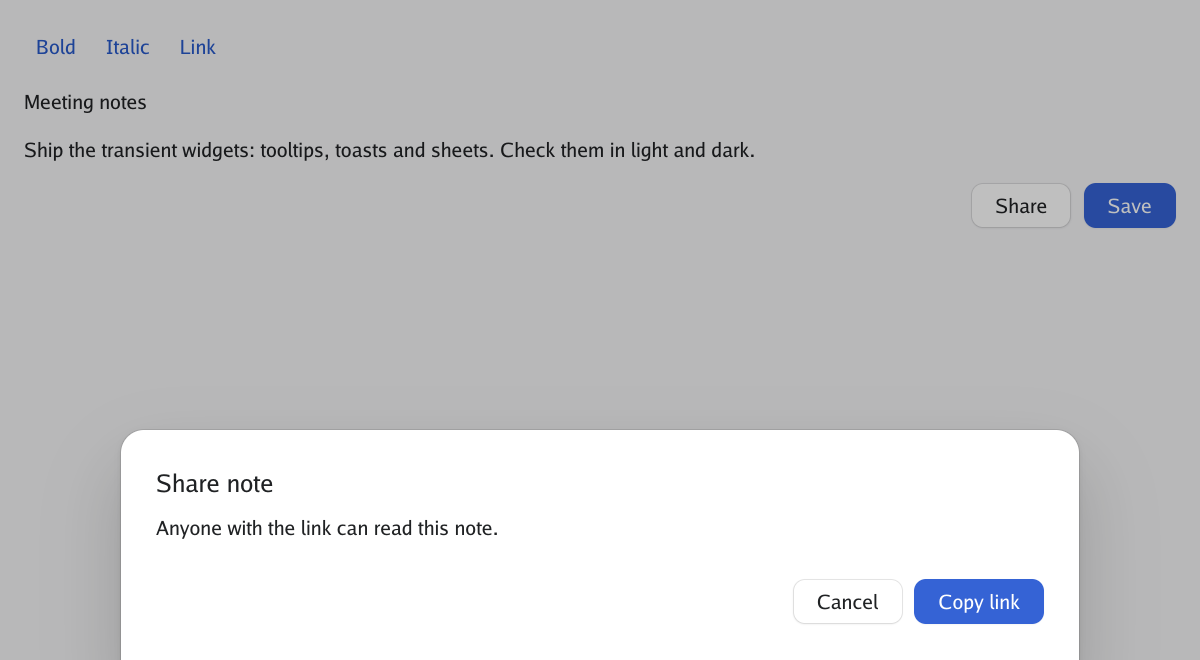 Bold Italic Link
Meeting notes
Ship the transient widgets: tooltips, toasts and sheets. Check them in light and dark.
Share Save
Share note
Anyone with the link can read this note.
Cancel Copy link